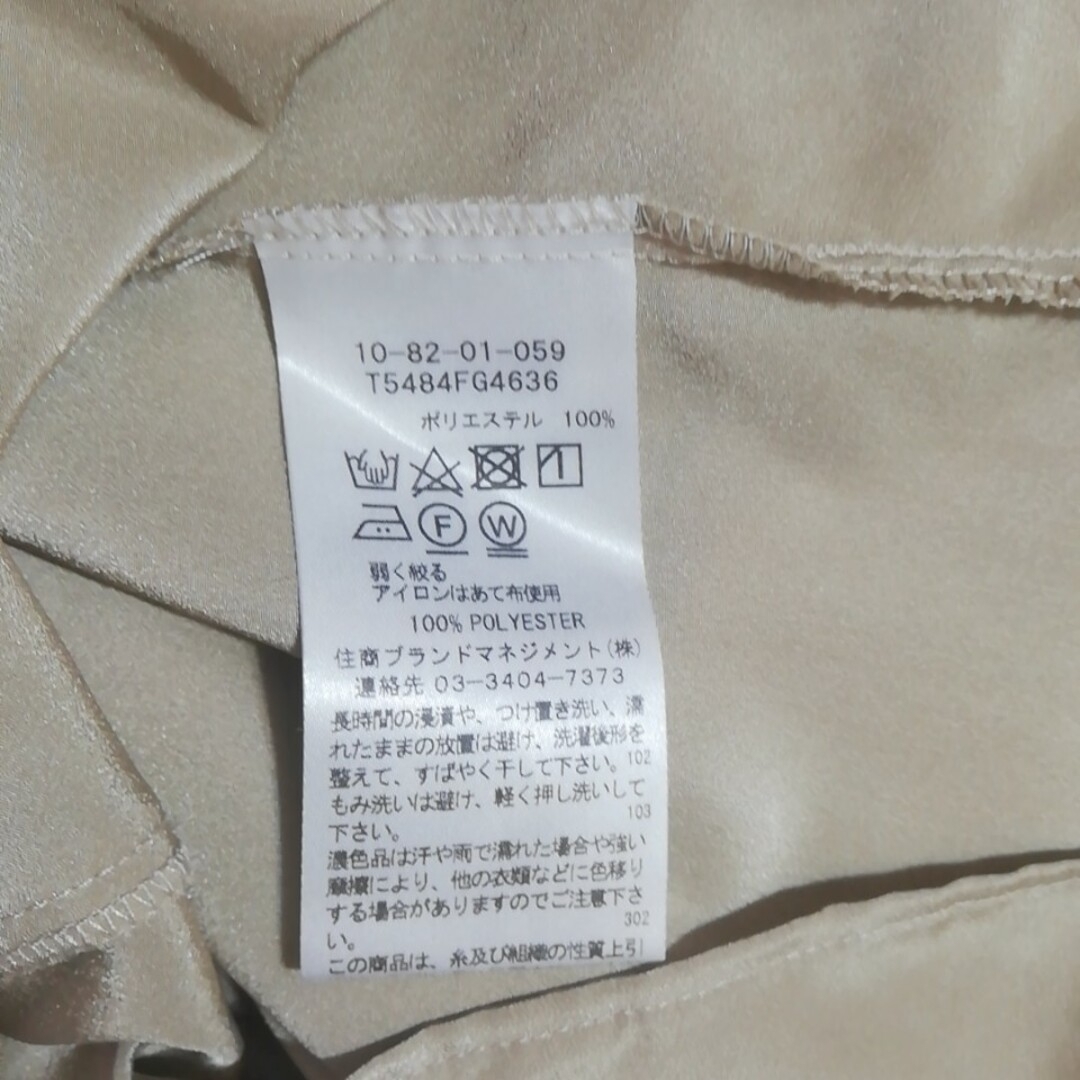 10-82-01-059
T5484FG4636
ポリエステル 100%
F W
弱く絞る
アイロンはあて布使用
100% POLYESTER
住商ブランドマネジメント(株)
連絡先 03-3404-7373
長時間の浸漬や、つけ置き洗い、濡
れたままの放置は避け、洗濯後形を
整えて、すばやく干して下さい。102
もみ洗いは避け、軽く押し洗いして
下さい。103
濃色品は汗や雨で濡れた場合や強い
摩擦により、他の衣類などに色移り
する場合がありますのでご注意下さ
い。302
この商品は、糸及び組織の性質上引